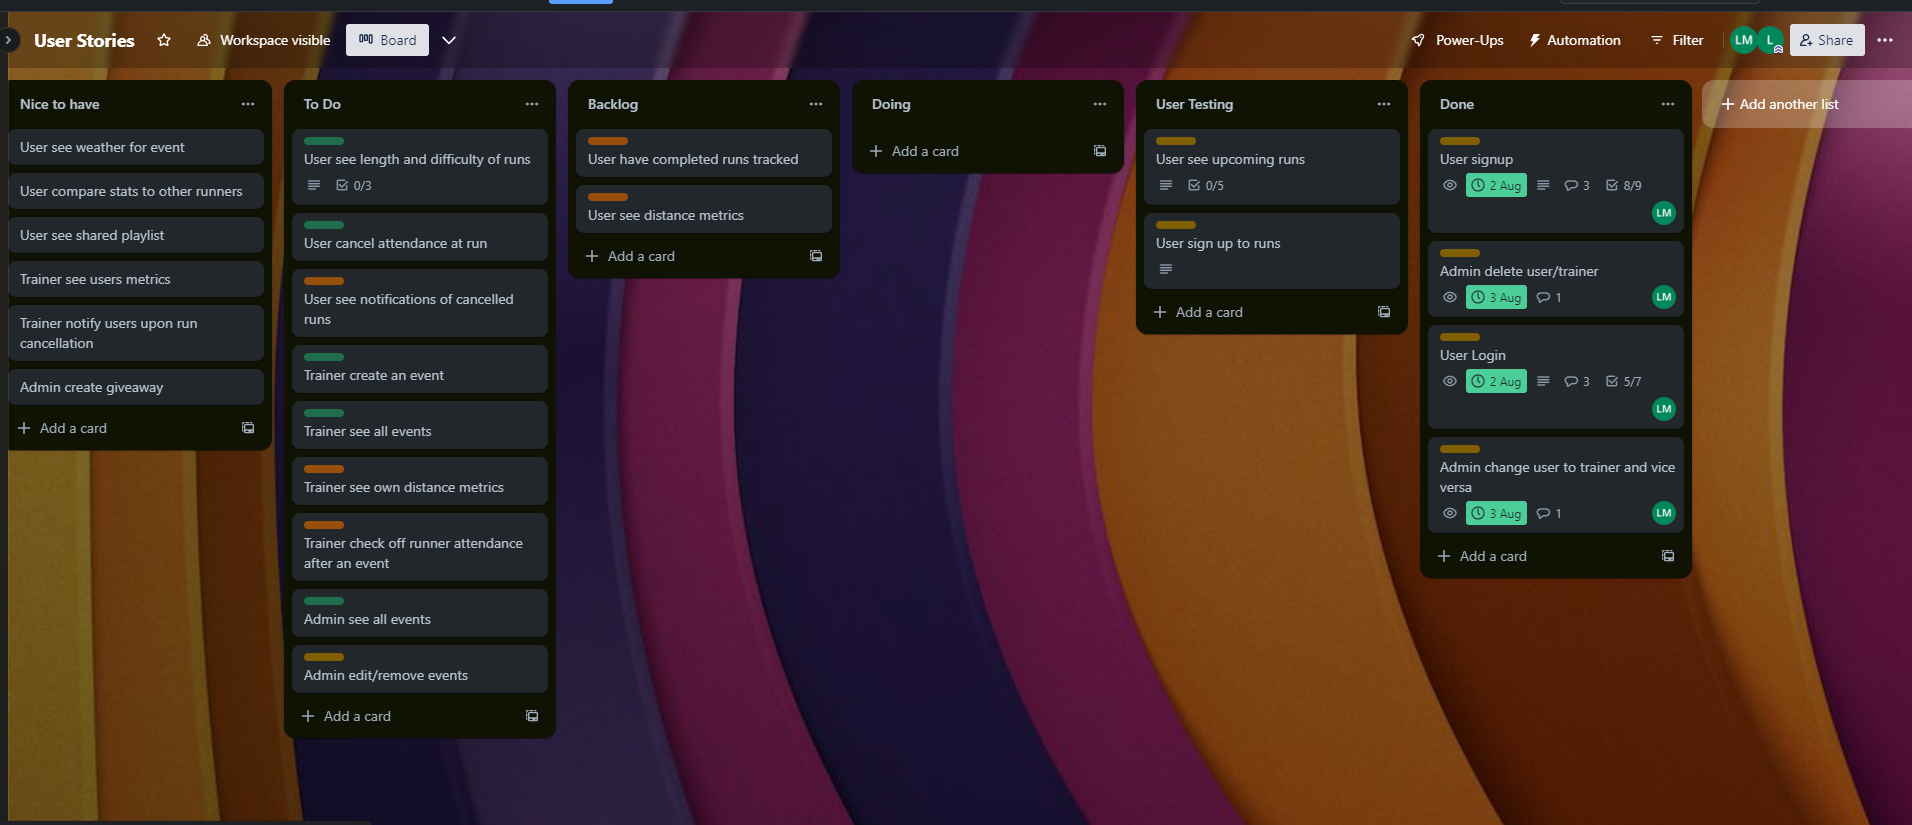 User Stories
Workspace visible
Board
Power-Ups
Automation
Filter
LM
L
Share
Nice to have
User see weather for event
User compare stats to other runners
User see shared playlist
Trainer see users metrics
Trainer notify users upon run
cancellation
Admin create giveaway
+ Add a card
To Do
User see length and difficulty of runs
0/3
User cancel attendance at run
User see notifications of cancelled
runs
Trainer create an event
Trainer see all events
Trainer see own distance metrics
Trainer check off runner attendance
after an event
Admin see all events
Admin edit/remove events
+ Add a card
Backlog
User have completed runs tracked
User see distance metrics
+ Add a card
Doing
+ Add a card
User Testing
User see upcoming runs
0/5
User sign up to runs
+ Add a card
Done
User signup
2 Aug 3 8/9
LM
Admin delete user/trainer
3 Aug 1 LM
User Login
2 Aug 3 5/7
LM
Admin change user to trainer and vice
versa
3 Aug 1 LM
+ Add a card
+ Add another list